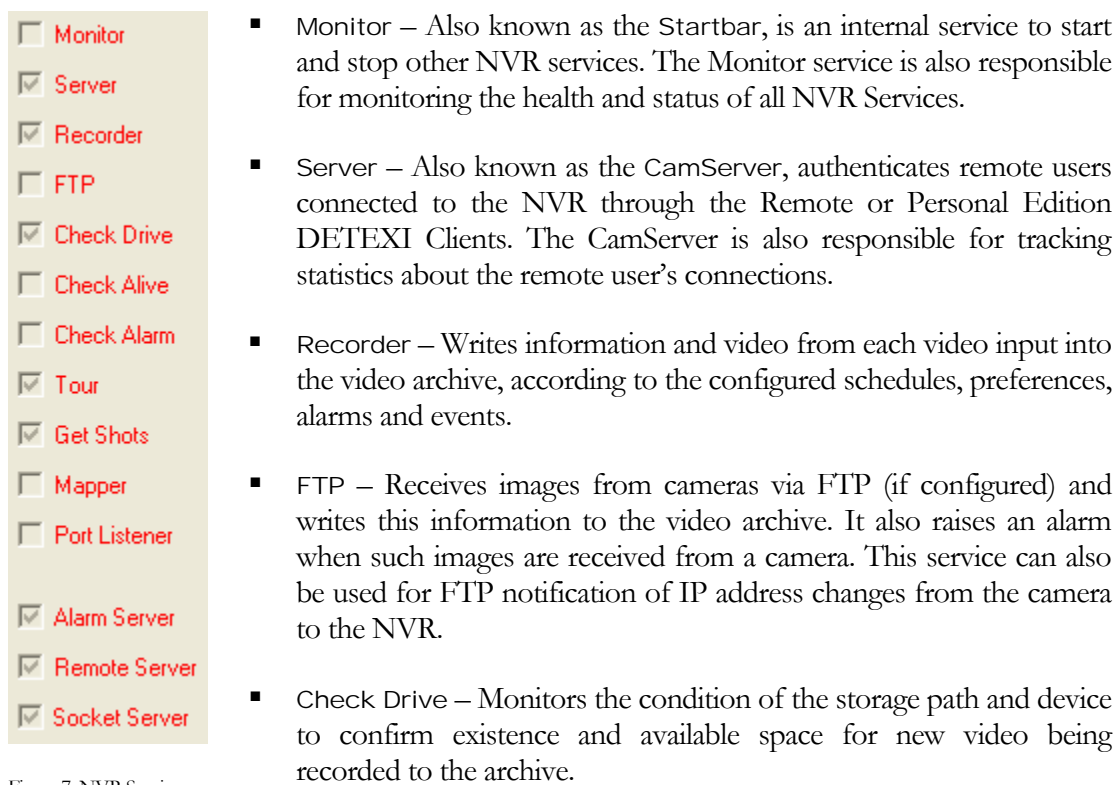 Monitor
Server
Recorder
FTP
Check Drive
Check Alive
Check Alarm
Tour
Get Shots
Mapper
Port Listener
Alarm Server
Remote Server
Socket Server
▪ Monitor – Also known as the Startbar, is an internal service to start
and stop other NVR services. The Monitor service is also responsible
for monitoring the health and status of all NVR Services.
▪ Server – Also known as the CamServer, authenticates remote users
connected to the NVR through the Remote or Personal Edition
DETEXI Clients. The CamServer is also responsible for tracking
statistics about the remote user’s connections.
▪ Recorder – Writes information and video from each video input into
the video archive, according to the configured schedules, preferences,
alarms and events.
▪ FTP – Receives images from cameras via FTP (if configured) and
writes this information to the video archive. It also raises an alarm
when such images are received from a camera. This service can also
be used for FTP notification of IP address changes from the camera
to the NVR.
▪ Check Drive – Monitors the condition of the storage path and device
to confirm existence and available space for new video being
recorded to the archive.